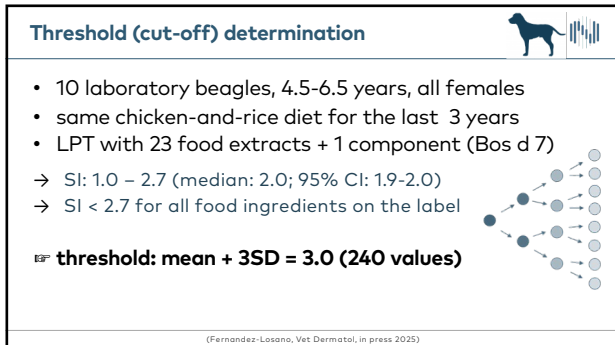 Threshold (cut-off) determination
• 10 laboratory beagles, 4.5-6.5 years, all females
• same chicken-and-rice diet for the last 3 years
• LPT with 23 food extracts + 1 component (Bos d 7)
→ SI: 1.0 – 2.7 (median: 2.0; 95% CI: 1.9-2.0)
→ SI < 2.7 for all food ingredients on the label
☞ threshold: mean + 3SD = 3.0 (240 values)
(Fernandez-Losano, Vet Dermatol, in press 2025)